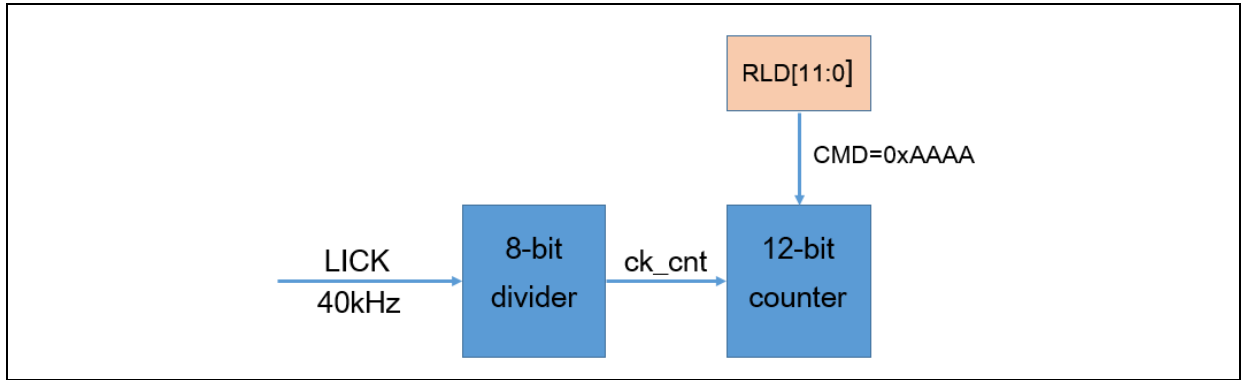 RLD[11:0]
CMD=0xAAAA
LICK
40kHz
8-bit
divider
ck_cnt
12-bit
counter